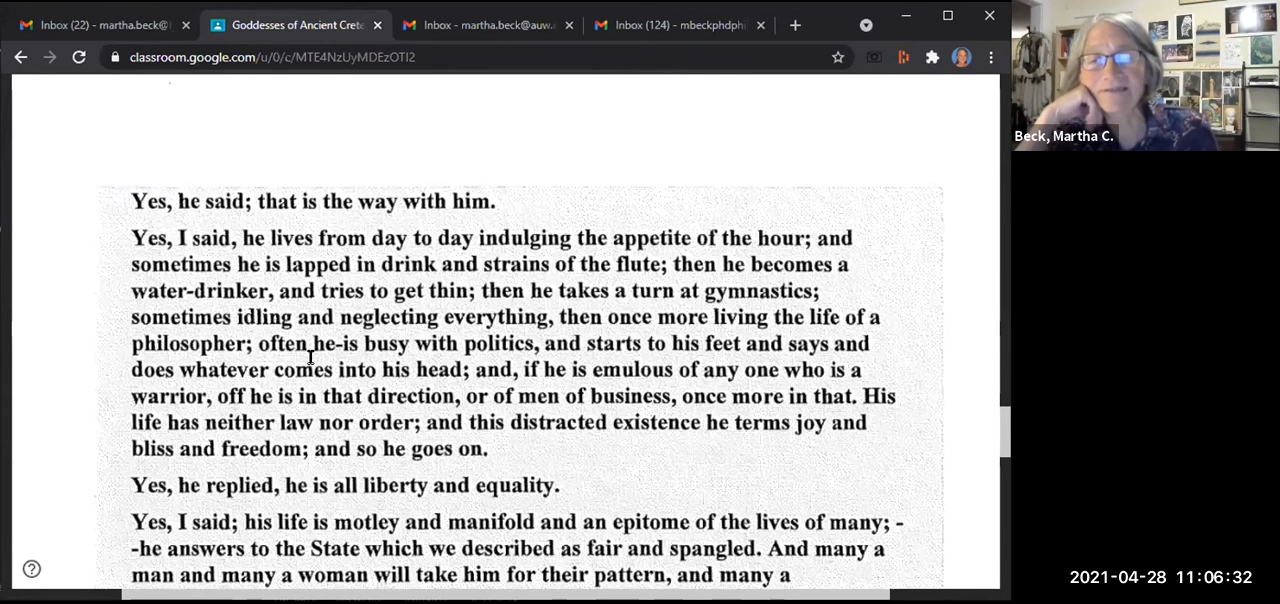 Inbox (22) - martha.beck@
Goddesses of Ancient Crete
Inbox - martha.beck@auw.
Inbox (124) - mbeckphdphi
classroom.google.com/u/0/c/MTE4NzUyMDEzOTI2
Beck, Martha C.
Yes, he said; that is the way with him.
Yes, I said, he lives from day to day indulging the appetite of the hour; and
sometimes he is lapped in drink and strains of the flute; then he becomes a
water-drinker, and tries to get thin; then he takes a turn at gymnastics;
sometimes idling and neglecting everything, then once more living the life of a
philosopher; often he-is busy with politics, and starts to his feet and says and
does whatever comes into his head; and, if he is emulous of any one who is a
warrior, off he is in that direction, or of men of business, once more in that. His
life has neither law nor order; and this distracted existence he terms joy and
bliss and freedom; and so he goes on.
Yes, he replied, he is all liberty and equality.
Yes, I said; his life is motley and manifold and an epitome of the lives of many; -
-he answers to the State which we described as fair and spangled. And many a
man and many a woman will take him for their pattern, and many a
2021-04-28 11:06:32